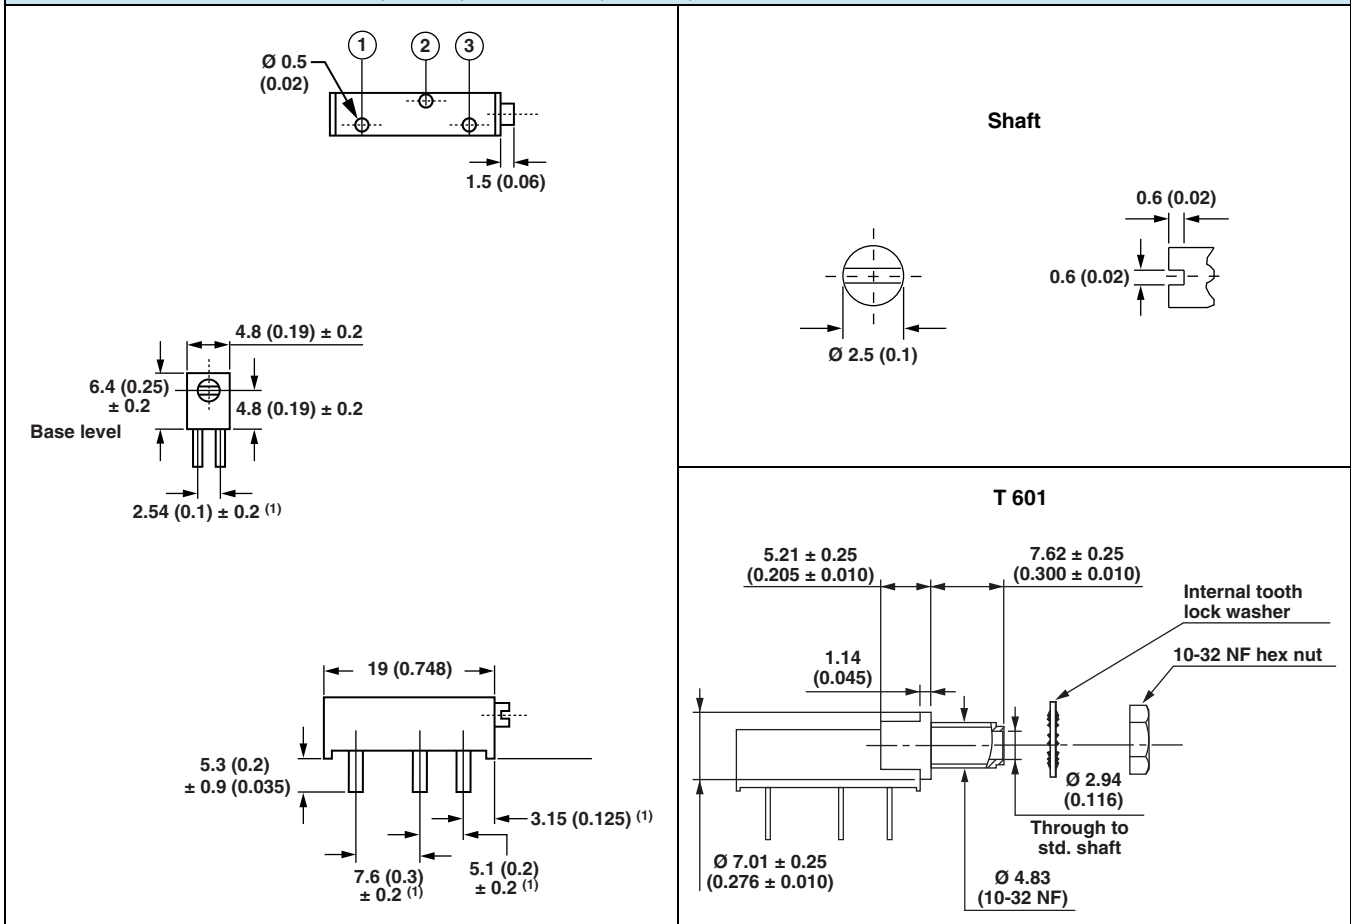 1
2
3
Ø 0.5
(0.02)
1.5 (0.06)
4.8 (0.19) ± 0.2
6.4 (0.25)
± 0.2
4.8 (0.19) ± 0.2
Base level
2.54 (0.1) ± 0.2 (1)
19 (0.748)
5.3 (0.2)
± 0.9 (0.035)
3.15 (0.125) (1)
7.6 (0.3)
± 0.2 (1)
5.1 (0.2)
± 0.2 (1)
Shaft
0.6 (0.02)
0.6 (0.02)
Ø 2.5 (0.1)
T 601
5.21 ± 0.25
(0.205 ± 0.010)
7.62 ± 0.25
(0.300 ± 0.010)
Internal tooth
lock washer
10-32 NF hex nut
1.14
(0.045)
Ø 2.94
(0.116)
Through to
std. shaft
Ø 7.01 ± 0.25
(0.276 ± 0.010)
Ø 4.83
(10-32 NF)